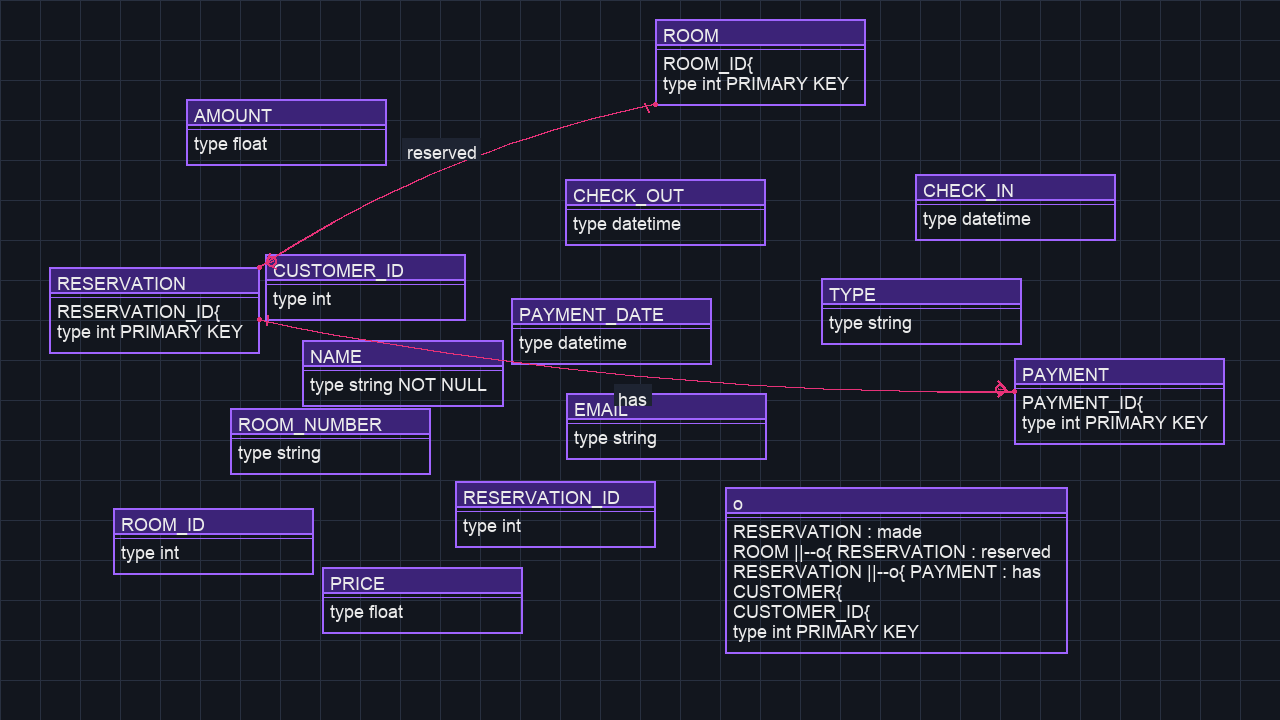 ROOM
ROOM_ID{
type int PRIMARY KEY
AMOUNT
type float
reserved
CHECK_OUT
type datetime
CHECK_IN
type datetime
RESERVATION
RESERVATION_ID{
type int PRIMARY KEY
CUSTOMER_ID
type int
TYPE
type string
PAYMENT_DATE
type datetime
NAME
type string NOT NULL
PAYMENT
PAYMENT_ID{
type int PRIMARY KEY
has
EMAIL
type string
ROOM_NUMBER
type string
RESERVATION_ID
type int
o
RESERVATION : made
ROOM ||--o{ RESERVATION : reserved
RESERVATION ||--o{ PAYMENT : has
CUSTOMER{
CUSTOMER_ID{
type int PRIMARY KEY
ROOM_ID
type int
PRICE
type float